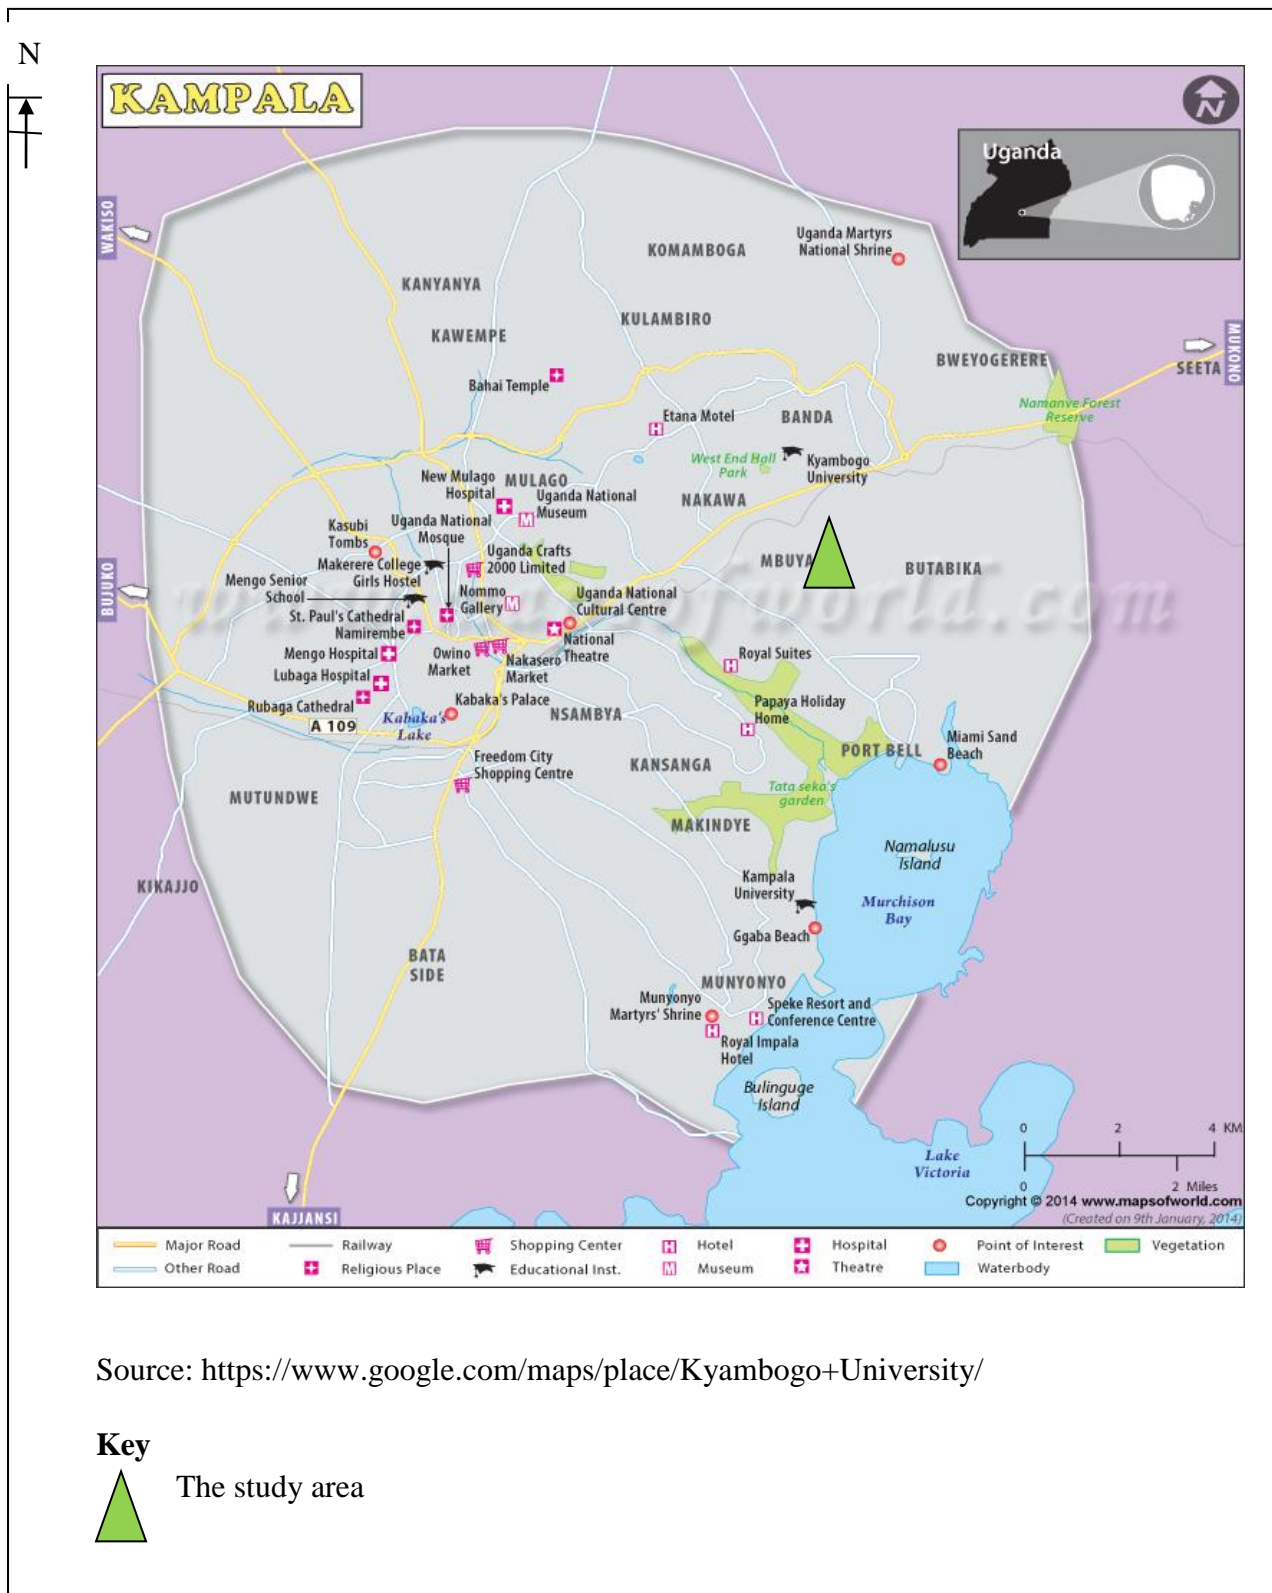 N
KAMPALA
N
Uganda
WAKISO
Uganda Martyrs
National Shrine
KOMAMBOGA
KANYANYA
KULAMBIRO
KAWEMPE
MUKONO
BWEYOGERERE
SEETA
Bahai Temple
Namanve Forest
Reserve
Etana Motel
BANDA
West End Ball
Park
Kyambogo
University
New Mulago
Hospital
MULAGO
Uganda National
Museum
NAKAWA
Kasubi
Tombs
Uganda National
Mosque
Uganda Crafts
2000 Limited
MBUYA
BUTABIKA
Makerere College
Girls Hostel
BUJUKO
Mengo Senior
School
Nommo
Gallery
Uganda National
Cultural Centre
St. Paul's Cathedral
Namirembe
National
Theatre
Mengo Hospital
Owino
Market
Nakasero
Market
Royal Suites
Lubaga Hospital
Rubaga Cathedral
Kabaka's Palace
A 109
Kabaka's
Lake
NSAMBYA
Papaya Holiday
Home
PORT BELL
Miami Sand
Beach
Freedom City
Shopping Centre
KANSANGA
Tata seka's
garden
MUTUNDWE
MAKINDYE
Namalusu
Island
KIKAJJO
Kampala
University
Murchison
Bay
Ggaba Beach
BATA
SIDE
MUNYONYO
Munyonyo
Martyrs' Shrine
Speke Resort and
Conference Centre
Royal Impala
Hotel
Bulinguge
Island
0 2 4 KM
Lake
Victoria
0 2 Miles
Copyright © 2014 www.mapsofworld.com
(Created on 9th January, 2014)
KAJJANSI
Major Road Railway Shopping Center H Hotel Hospital Point of Interest Vegetation
Other Road Religious Place Educational Inst. M Museum Theatre Waterbody
Source: https://www.google.com/maps/place/Kyambogo+University/
Key
The study area